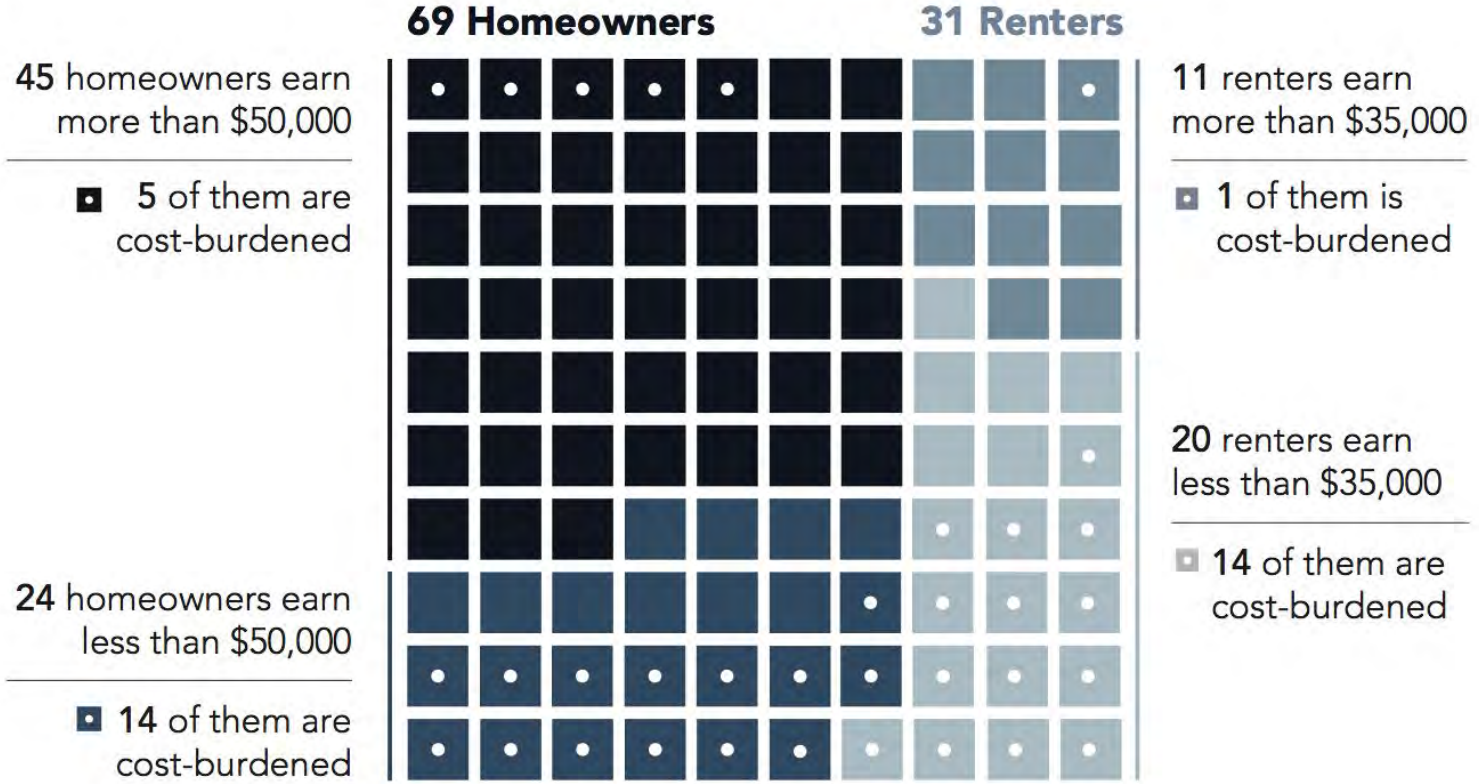 69 Homeowners
31 Renters
45 homeowners earn
more than $50,000
5 of them are
cost-burdened
24 homeowners earn
less than $50,000
14 of them are
cost-burdened
11 renters earn
more than $35,000
1 of them is
cost-burdened
20 renters earn
less than $35,000
14 of them are
cost-burdened